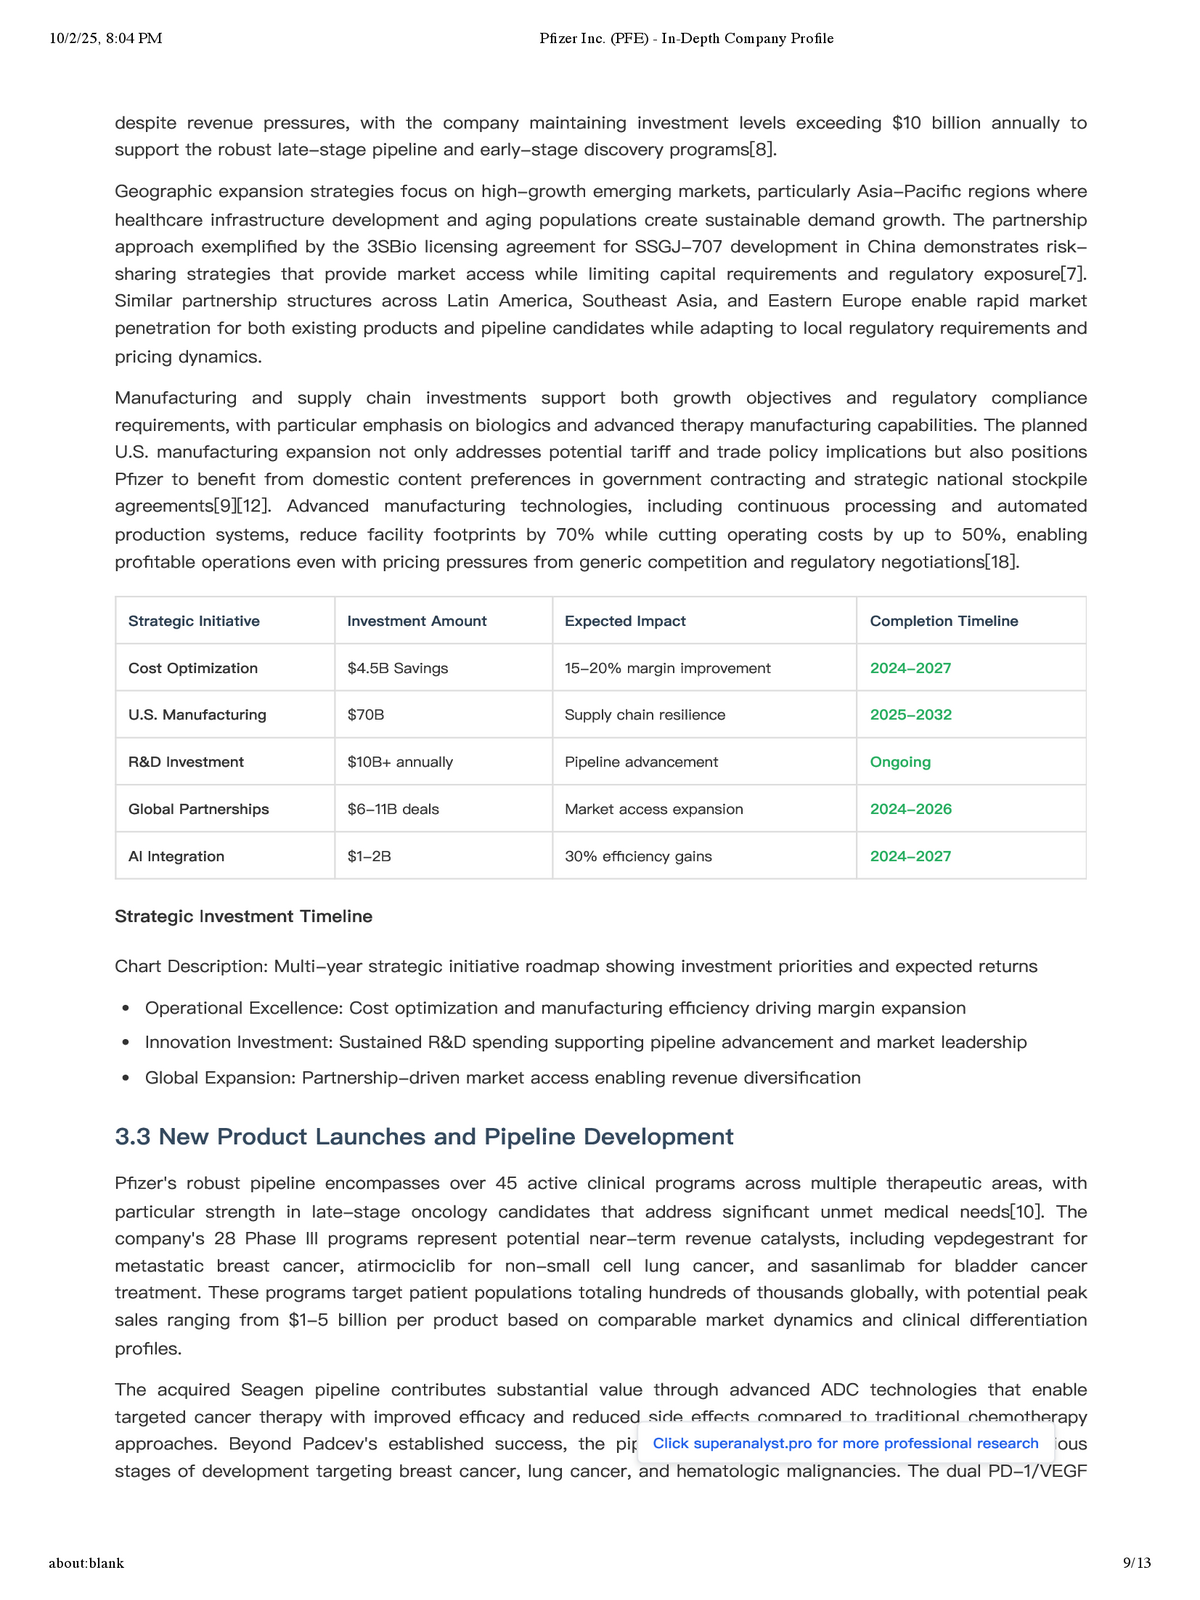 10/2/25, 8:04 PM
Pfizer Inc. (PFE) - In-Depth Company Profile
despite revenue pressures, with the company maintaining investment levels exceeding $10 billion annually to
support the robust late-stage pipeline and early-stage discovery programs[8].
Geographic expansion strategies focus on high-growth emerging markets, particularly Asia-Pacific regions where
healthcare infrastructure development and aging populations create sustainable demand growth. The partnership
approach exemplified by the 3SBio licensing agreement for SSGJ-707 development in China demonstrates risk-
sharing strategies that provide market access while limiting capital requirements and regulatory exposure[7].
Similar partnership structures across Latin America, Southeast Asia, and Eastern Europe enable rapid market
penetration for both existing products and pipeline candidates while adapting to local regulatory requirements and
pricing dynamics.
Manufacturing and supply chain investments support both growth objectives and regulatory compliance
requirements, with particular emphasis on biologics and advanced therapy manufacturing capabilities. The planned
U.S. manufacturing expansion not only addresses potential tariff and trade policy implications but also positions
Pfizer to benefit from domestic content preferences in government contracting and strategic national stockpile
agreements[9][12]. Advanced manufacturing technologies, including continuous processing and automated
production systems, reduce facility footprints by 70% while cutting operating costs by up to 50%, enabling
profitable operations even with pricing pressures from generic competition and regulatory negotiations[18].
Strategic Initiative Investment Amount Expected Impact Completion Timeline
Cost Optimization $4.5B Savings 15-20% margin improvement 2024-2027
U.S. Manufacturing $70B Supply chain resilience 2025-2032
R&D Investment $10B+ annually Pipeline advancement Ongoing
Global Partnerships $6-11B deals Market access expansion 2024-2026
AI Integration $1-2B 30% efficiency gains 2024-2027
Strategic Investment Timeline
Chart Description: Multi-year strategic initiative roadmap showing investment priorities and expected returns
• Operational Excellence: Cost optimization and manufacturing efficiency driving margin expansion
• Innovation Investment: Sustained R&D spending supporting pipeline advancement and market leadership
• Global Expansion: Partnership-driven market access enabling revenue diversification
3.3 New Product Launches and Pipeline Development
Pfizer's robust pipeline encompasses over 45 active clinical programs across multiple therapeutic areas, with
particular strength in late-stage oncology candidates that address significant unmet medical needs[10]. The
company's 28 Phase III programs represent potential near-term revenue catalysts, including vepdegestrant for
metastatic breast cancer, atirmociclib for non-small cell lung cancer, and sasanlimab for bladder cancer
treatment. These programs target patient populations totaling hundreds of thousands globally, with potential peak
sales ranging from $1-5 billion per product based on comparable market dynamics and clinical differentiation
profiles.
The acquired Seagen pipeline contributes substantial value through advanced ADC technologies that enable
targeted cancer therapy with improved efficacy and reduced side effects compared to traditional chemotherapy
approaches. Beyond Padcev's established success, the
Click superanalyst.pro for more professional research
stages of development targeting breast cancer, lung cancer, and hematologic malignancies. The dual PD-1/VEGF
about:blank
9/13